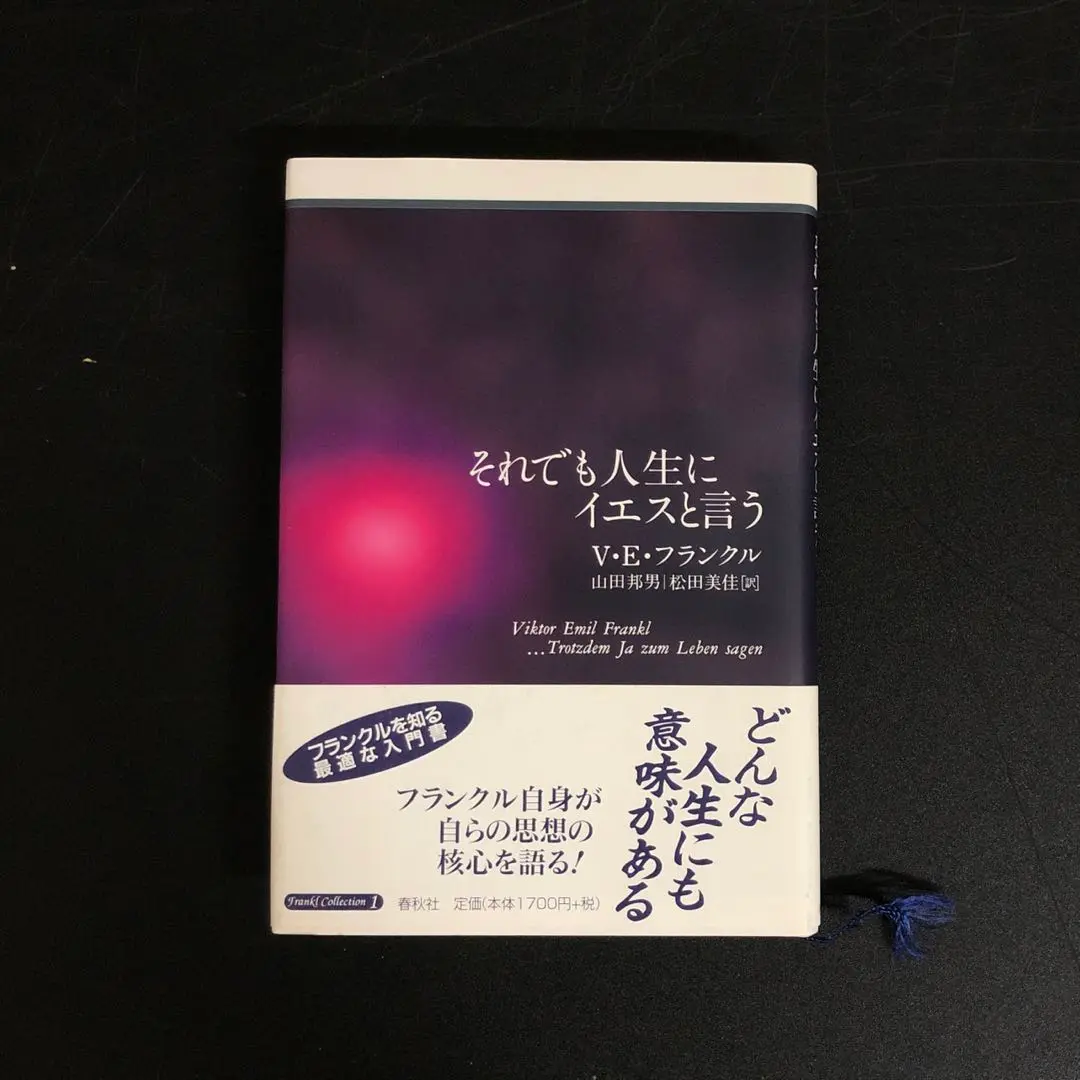 それでも人生に
イエスと言う
V・E・フランクル
山田邦男|松田美佳[訳]
Viktor Emil Frankl
...Trotzdem Ja zum Leben sagen
フランクルを知る
最適な入門書
どんな
人生にも
意味がある
フランクル自身が
自らの思想の
核心を語る!
Frankl Collection 1
春秋社 定価(本体1700円+税)